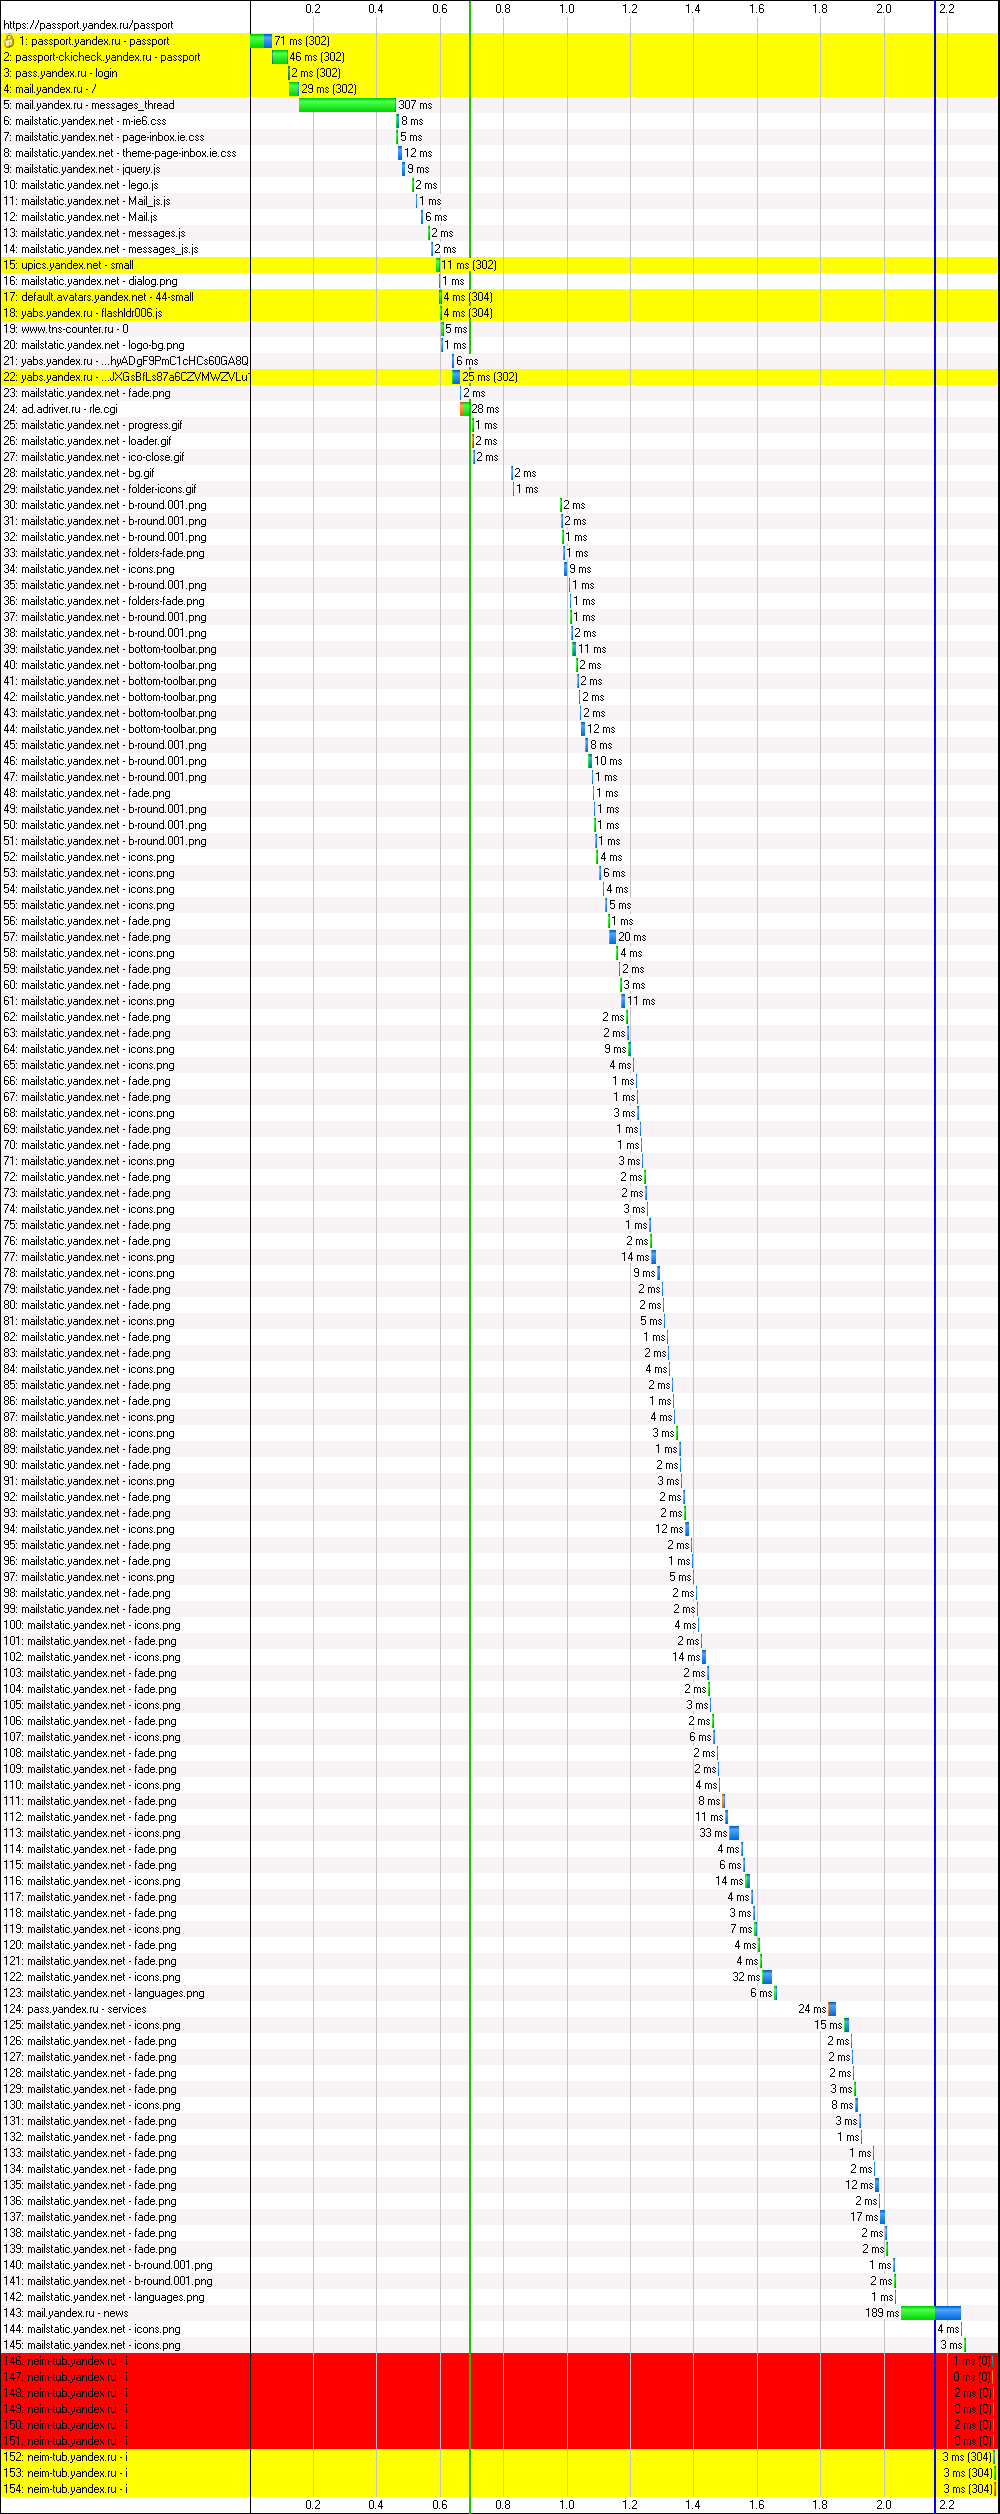 0.2 0.4 0.6 0.8 1.0 1.2 1.4 1.6 1.8 2.0 2.2
https://passport.yandex.ru/passport
1: passport.yandex.ru - passport 71 ms (302)
2: passport-ckicheck.yandex.ru - passport 46 ms (302)
3: pass.yandex.ru - login 2 ms (302)
4: mail.yandex.ru - / 29 ms (302)
5: mail.yandex.ru - messages_thread 307 ms
6: mailstatic.yandex.net - m-ie6.css 8 ms
7: mailstatic.yandex.net - page-inbox.ie.css 5 ms
8: mailstatic.yandex.net - theme-page-inbox.ie.css 12 ms
9: mailstatic.yandex.net - jquery.js 9 ms
10: mailstatic.yandex.net - lego.js 2 ms
11: mailstatic.yandex.net - Mail_js.js 1 ms
12: mailstatic.yandex.net - Mail.js 6 ms
13: mailstatic.yandex.net - messages.js 2 ms
14: mailstatic.yandex.net - messages_js.js 2 ms
15: upics.yandex.net - small 11 ms (302)
16: mailstatic.yandex.net - dialog.png 1 ms
17: default.avatars.yandex.net - 44-small 4 ms (304)
18: yabs.yandex.ru - flashldr006.js 4 ms (304)
19: www.tns-counter.ru - 0 5 ms
20: mailstatic.yandex.net - logo-bg.png 1 ms
21: yabs.yandex.ru - ...hyADgF9PmC1cHCs60GA8Q 6 ms
22: yabs.yandex.ru - ...JXGsBfLs87a6CZVMWZVLu 25 ms (302)
23: mailstatic.yandex.net - fade.png 2 ms
24: ad.adriver.ru - rle.cgi 28 ms
25: mailstatic.yandex.net - progress.gif 1 ms
26: mailstatic.yandex.net - loader.gif 2 ms
27: mailstatic.yandex.net - ico-close.gif 2 ms
28: mailstatic.yandex.net - bg.gif 2 ms
29: mailstatic.yandex.net - folder-icons.gif 1 ms
30: mailstatic.yandex.net - b-round.001.png 2 ms
31: mailstatic.yandex.net - b-round.001.png 2 ms
32: mailstatic.yandex.net - b-round.001.png 1 ms
33: mailstatic.yandex.net - folders-fade.png 1 ms
34: mailstatic.yandex.net - icons.png 9 ms
35: mailstatic.yandex.net - b-round.001.png 1 ms
36: mailstatic.yandex.net - folders-fade.png 1 ms
37: mailstatic.yandex.net - b-round.001.png 1 ms
38: mailstatic.yandex.net - b-round.001.png 2 ms
39: mailstatic.yandex.net - bottom-toolbar.png 11 ms
40: mailstatic.yandex.net - bottom-toolbar.png 2 ms
41: mailstatic.yandex.net - bottom-toolbar.png 2 ms
42: mailstatic.yandex.net - bottom-toolbar.png 2 ms
43: mailstatic.yandex.net - bottom-toolbar.png 2 ms
44: mailstatic.yandex.net - bottom-toolbar.png 12 ms
45: mailstatic.yandex.net - b-round.001.png 8 ms
46: mailstatic.yandex.net - b-round.001.png 10 ms
47: mailstatic.yandex.net - b-round.001.png 1 ms
48: mailstatic.yandex.net - fade.png 1 ms
49: mailstatic.yandex.net - b-round.001.png 1 ms
50: mailstatic.yandex.net - b-round.001.png 1 ms
51: mailstatic.yandex.net - b-round.001.png 1 ms
52: mailstatic.yandex.net - icons.png 4 ms
53: mailstatic.yandex.net - icons.png 6 ms
54: mailstatic.yandex.net - icons.png 4 ms
55: mailstatic.yandex.net - icons.png 5 ms
56: mailstatic.yandex.net - fade.png 1 ms
57: mailstatic.yandex.net - fade.png 20 ms
58: mailstatic.yandex.net - icons.png 4 ms
59: mailstatic.yandex.net - fade.png 2 ms
60: mailstatic.yandex.net - fade.png 3 ms
61: mailstatic.yandex.net - icons.png 11 ms
62: mailstatic.yandex.net - fade.png 2 ms
63: mailstatic.yandex.net - fade.png 2 ms
64: mailstatic.yandex.net - icons.png 9 ms
65: mailstatic.yandex.net - icons.png 4 ms
66: mailstatic.yandex.net - fade.png 1 ms
67: mailstatic.yandex.net - fade.png 1 ms
68: mailstatic.yandex.net - icons.png 3 ms
69: mailstatic.yandex.net - fade.png 1 ms
70: mailstatic.yandex.net - fade.png 1 ms
71: mailstatic.yandex.net - icons.png 3 ms
72: mailstatic.yandex.net - fade.png 2 ms
73: mailstatic.yandex.net - fade.png 2 ms
74: mailstatic.yandex.net - icons.png 3 ms
75: mailstatic.yandex.net - fade.png 1 ms
76: mailstatic.yandex.net - fade.png 2 ms
77: mailstatic.yandex.net - icons.png 14 ms
78: mailstatic.yandex.net - icons.png 9 ms
79: mailstatic.yandex.net - fade.png 2 ms
80: mailstatic.yandex.net - fade.png 2 ms
81: mailstatic.yandex.net - icons.png 5 ms
82: mailstatic.yandex.net - fade.png 1 ms
83: mailstatic.yandex.net - fade.png 2 ms
84: mailstatic.yandex.net - icons.png 4 ms
85: mailstatic.yandex.net - fade.png 2 ms
86: mailstatic.yandex.net - fade.png 1 ms
87: mailstatic.yandex.net - icons.png 4 ms
88: mailstatic.yandex.net - icons.png 3 ms
89: mailstatic.yandex.net - fade.png 1 ms
90: mailstatic.yandex.net - fade.png 2 ms
91: mailstatic.yandex.net - icons.png 3 ms
92: mailstatic.yandex.net - fade.png 2 ms
93: mailstatic.yandex.net - fade.png 2 ms
94: mailstatic.yandex.net - icons.png 12 ms
95: mailstatic.yandex.net - fade.png 2 ms
96: mailstatic.yandex.net - fade.png 1 ms
97: mailstatic.yandex.net - icons.png 5 ms
98: mailstatic.yandex.net - fade.png 2 ms
99: mailstatic.yandex.net - fade.png 2 ms
100: mailstatic.yandex.net - icons.png 4 ms
101: mailstatic.yandex.net - fade.png 2 ms
102: mailstatic.yandex.net - icons.png 14 ms
103: mailstatic.yandex.net - fade.png 2 ms
104: mailstatic.yandex.net - fade.png 2 ms
105: mailstatic.yandex.net - icons.png 3 ms
106: mailstatic.yandex.net - fade.png 2 ms
107: mailstatic.yandex.net - icons.png 6 ms
108: mailstatic.yandex.net - fade.png 2 ms
109: mailstatic.yandex.net - fade.png 2 ms
110: mailstatic.yandex.net - icons.png 4 ms
111: mailstatic.yandex.net - fade.png 8 ms
112: mailstatic.yandex.net - fade.png 11 ms
113: mailstatic.yandex.net - icons.png 33 ms
114: mailstatic.yandex.net - fade.png 4 ms
115: mailstatic.yandex.net - fade.png 6 ms
116: mailstatic.yandex.net - icons.png 14 ms
117: mailstatic.yandex.net - fade.png 4 ms
118: mailstatic.yandex.net - fade.png 3 ms
119: mailstatic.yandex.net - icons.png 7 ms
120: mailstatic.yandex.net - fade.png 4 ms
121: mailstatic.yandex.net - fade.png 4 ms
122: mailstatic.yandex.net - icons.png 32 ms
123: mailstatic.yandex.net - languages.png 6 ms
124: pass.yandex.ru - services 24 ms
125: mailstatic.yandex.net - icons.png 15 ms
126: mailstatic.yandex.net - fade.png 2 ms
127: mailstatic.yandex.net - fade.png 2 ms
128: mailstatic.yandex.net - fade.png 2 ms
129: mailstatic.yandex.net - fade.png 3 ms
130: mailstatic.yandex.net - icons.png 8 ms
131: mailstatic.yandex.net - fade.png 3 ms
132: mailstatic.yandex.net - fade.png 1 ms
133: mailstatic.yandex.net - fade.png 1 ms
134: mailstatic.yandex.net - fade.png 2 ms
135: mailstatic.yandex.net - fade.png 12 ms
136: mailstatic.yandex.net - fade.png 2 ms
137: mailstatic.yandex.net - fade.png 17 ms
138: mailstatic.yandex.net - fade.png 2 ms
139: mailstatic.yandex.net - fade.png 2 ms
140: mailstatic.yandex.net - b-round.001.png 1 ms
141: mailstatic.yandex.net - b-round.001.png 2 ms
142: mailstatic.yandex.net - languages.png 1 ms
143: mail.yandex.ru - news 189 ms
144: mailstatic.yandex.net - icons.png 4 ms
145: mailstatic.yandex.net - icons.png 3 ms
146: neim-tub.yandex.ru - i 1 ms (0)
147: neim-tub.yandex.ru - i 0 ms (0)
148: neim-tub.yandex.ru - i 2 ms (0)
149: neim-tub.yandex.ru - i 0 ms (0)
150: neim-tub.yandex.ru - i 2 ms (0)
151: neim-tub.yandex.ru - i 0 ms (0)
152: neim-tub.yandex.ru - i 3 ms (304)
153: neim-tub.yandex.ru - i 3 ms (304)
154: neim-tub.yandex.ru - i 3 ms (304)
0.2 0.4 0.6 0.8 1.0 1.2 1.4 1.6 1.8 2.0 2.2